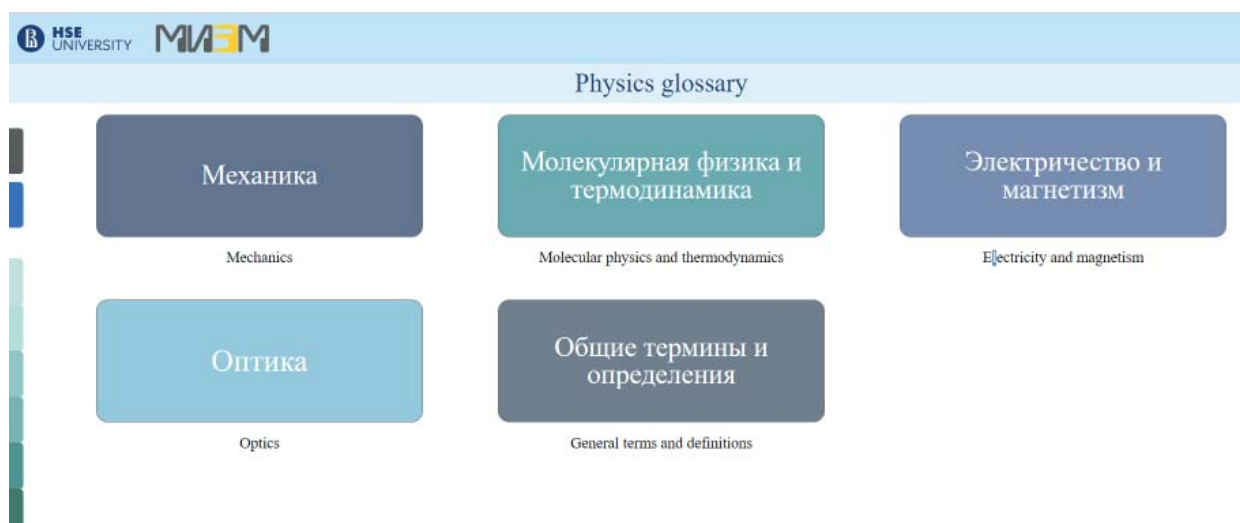 HSE
UNIVERSITY
МИЭМ
Physics glossary
Механика
Mechanics
Молекулярная физика и
термодинамика
Molecular physics and thermodynamics
Электричество и
магнетизм
Electricity and magnetism
Оптика
Optics
Общие термины и
определения
General terms and definitions